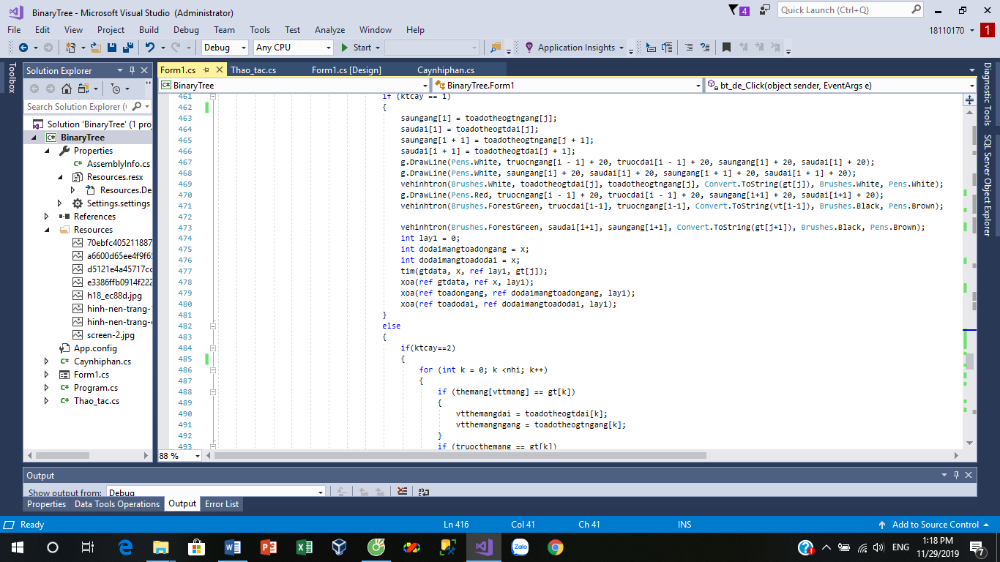 BinaryTree - Microsoft Visual Studio (Administrator)
4
Quick Launch (Ctrl+Q)
File Edit View Project Build Debug Team Tools Test Analyze Window Help
18110170
1
Debug Any CPU Start Application Insights
Toolbox
Solution Explorer
Search Solution Explorer (
Solution 'BinaryTree' (1 proj
BinaryTree
Properties
AssemblyInfo.cs
Resources.resx
Resources.De
Settings.settings
References
Resources
70ebfc405211887
a6600d65ee4f9f65
d5121e4a45717cc
e3386ffb0914f222
h18_ec88d.jpg
hinh-nen-trang-
hinh-nen-trang-
screen-2.jpg
App.config
Caynhiphan.cs
Form1.cs
Program.cs
Thao_tac.cs
Form1.cs Thao_tac.cs Form1.cs [Design] Caynhiphan.cs
BinaryTree BinaryTree.Form1 bt_de_Click(object sender, EventArgs e)
461 if (ktcay == 1)
462 {
463 saungang[i] = toadotheogtngang[j];
464 saudai[i] = toadotheogtdai[j];
465 saungang[i + 1] = toadotheogtngang[j + 1];
466 saudai[i + 1] = toadotheogtdai[j + 1];
467 g.DrawLine(Pens.White, truocngang[i - 1] + 20, truocdai[i - 1] + 20, saungang[i] + 20, saudai[i] + 20);
468 g.DrawLine(Pens.White, saungang[i] + 20, saudai[i] + 20, saungang[i + 1] + 20, saudai[i + 1] + 20);
469 vehinhtron(Brushes.White, toadotheogtdai[j], toadotheogtngang[j], Convert.ToString(gt[j]), Brushes.White, Pens.White);
470 g.DrawLine(Pens.Red, truocngang[i - 1] + 20, truocdai[i - 1] + 20, saungang[i+1] + 20, saudai[i+1] + 20);
471 vehinhtron(Brushes.ForestGreen, truocdai[i-1], truocngang[i-1], Convert.ToString(vt[i-1]), Brushes.Black, Pens.Brown);
472
473 vehinhtron(Brushes.ForestGreen, saudai[i+1], saungang[i+1], Convert.ToString(gt[j+1]), Brushes.Black, Pens.Brown);
474 int lay1 = 0;
475 int dodaimangtoadongang = x;
476 int dodaimangtoadodai = x;
477 tim(gtdata, x, ref lay1, gt[j]);
478 xoa(ref gtdata, ref x, lay1);
479 xoa(ref toadongang, ref dodaimangtoadongang, lay1);
480 xoa(ref toadodai, ref dodaimangtoadodai, lay1);
481 }
482 else
483 {
484 if(ktcay==2)
485 {
486 for (int k = 0; k <nhi; k++)
487 {
488 if (themang[vttmang] == gt[k])
489 {
490 vtthemangdai = toadotheogtdai[k];
491 vtthemangngang = toadotheogtngang[k];
492 }
493 if (truocthemang == gt[k])
88 %
Diagnostic Tools
SQL Server Object Explorer
Output
Show output from: Debug
Properties Data Tools Operations Output Error List
Ready Ln 416 Col 41 Ch 41 INS Add to Source Control
Zalo
ENG
1:18 PM
11/29/2019
7